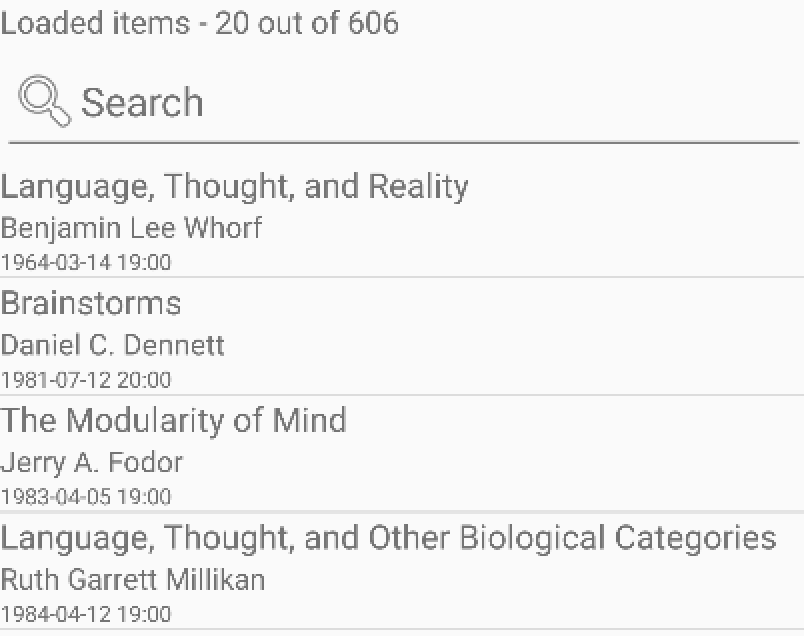 Loaded items - 20 out of 606
Search
Language, Thought, and Reality
Benjamin Lee Whorf
1964-03-14 19:00
Brainstorms
Daniel C. Dennett
1981-07-12 20:00
The Modularity of Mind
Jerry A. Fodor
1983-04-05 19:00
Language, Thought, and Other Biological Categories
Ruth Garrett Millikan
1984-04-12 19:00